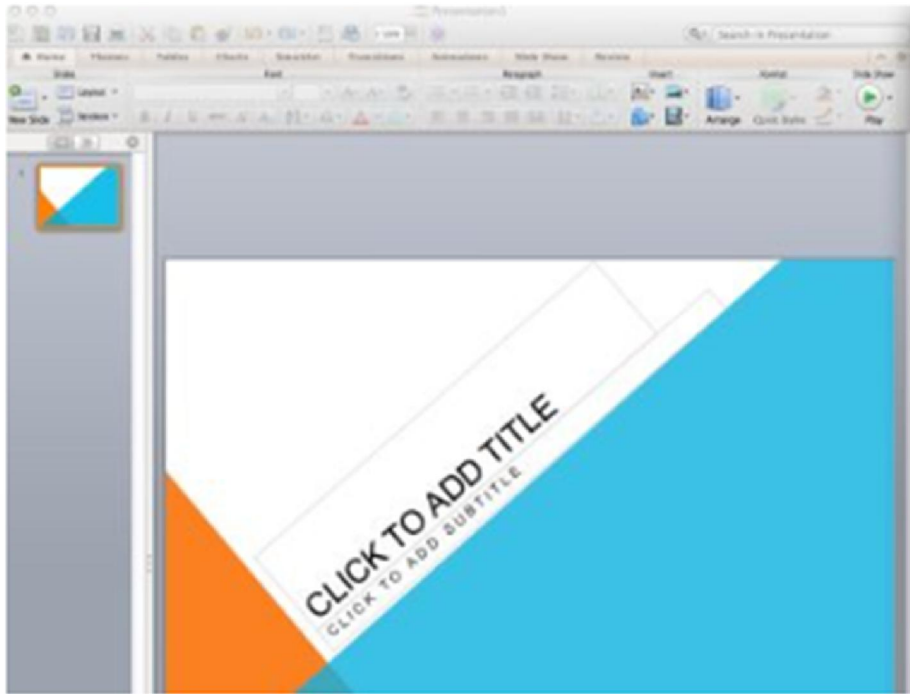 Presentation1
Search in Presentation
Home Themes Tables Charts SmartArt Transitions Animations Slide Show Review
Slides Font Paragraph Insert Format Slide Show
New Slide Layout Section Arrange Quick Styles Play
1
CLICK TO ADD TITLE
CLICK TO ADD SUBTITLE